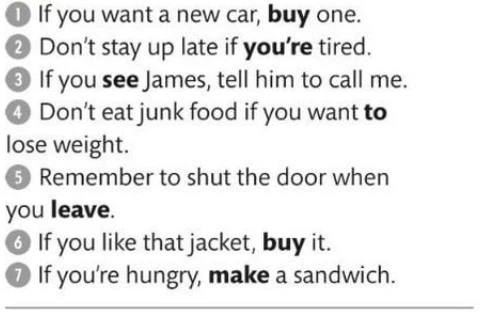 1 If you want a new car, buy one.
2 Don't stay up late if you're tired.
3 If you see James, tell him to call me.
4 Don't eat junk food if you want to
lose weight.
5 Remember to shut the door when
you leave.
6 If you like that jacket, buy it.
7 If you're hungry, make a sandwich.